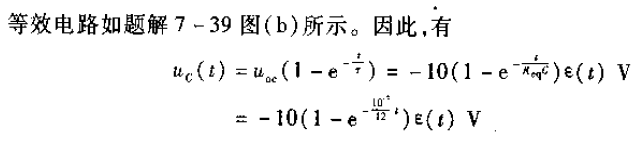 等效电路如题解 7-39 图(b)所示。因此,有
u_C(t) = u_oc(1 - e^{-t/τ}) = -10(1 - e^{-t/(R_eq C)})ε(t) V
= -10(1 - e^{-\frac{10^{}}{12}t})ε(t) V